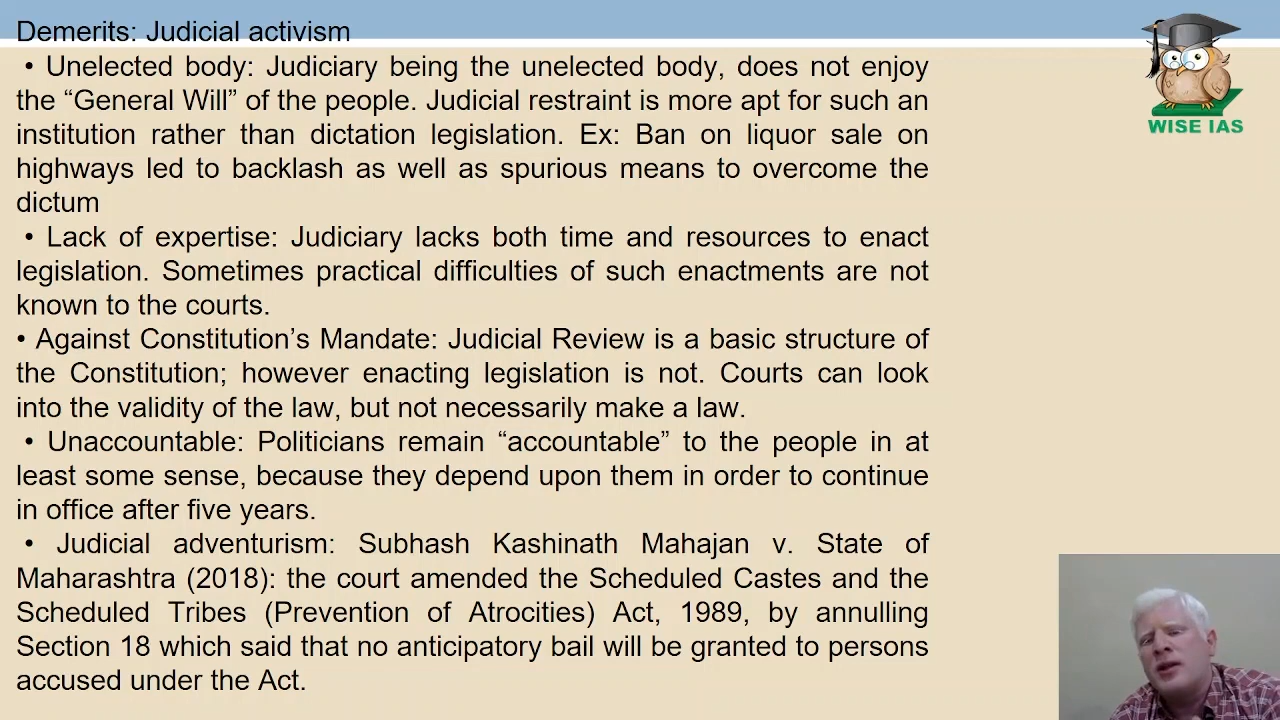 Demerits: Judicial activism
• Unelected body: Judiciary being the unelected body, does not enjoy
the “General Will” of the people. Judicial restraint is more apt for such an
institution rather than dictation legislation. Ex: Ban on liquor sale on
highways led to backlash as well as spurious means to overcome the
dictum
• Lack of expertise: Judiciary lacks both time and resources to enact
legislation. Sometimes practical difficulties of such enactments are not
known to the courts.
• Against Constitution’s Mandate: Judicial Review is a basic structure of
the Constitution; however enacting legislation is not. Courts can look
into the validity of the law, but not necessarily make a law.
• Unaccountable: Politicians remain “accountable” to the people in at
least some sense, because they depend upon them in order to continue
in office after five years.
• Judicial adventurism: Subhash Kashinath Mahajan v. State of
Maharashtra (2018): the court amended the Scheduled Castes and the
Scheduled Tribes (Prevention of Atrocities) Act, 1989, by annulling
Section 18 which said that no anticipatory bail will be granted to persons
accused under the Act.
WISE IAS